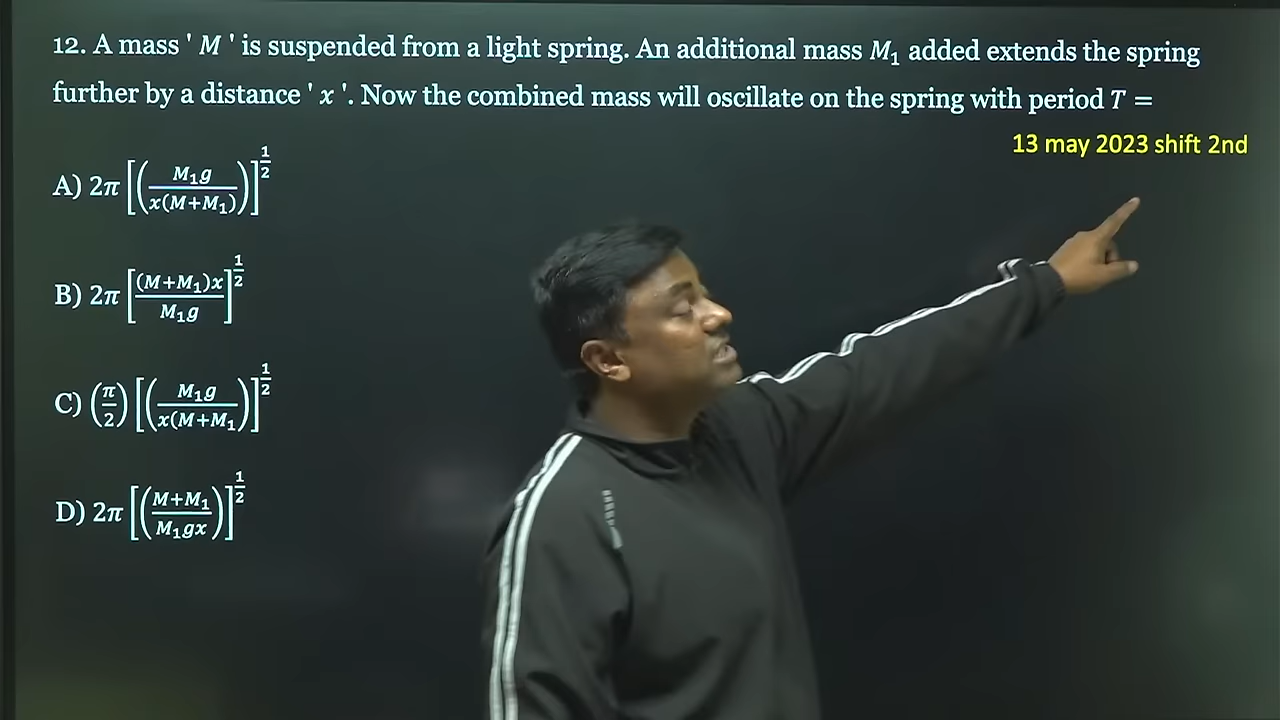 12. A mass ' M ' is suspended from a light spring. An additional mass M₁ added extends the spring
further by a distance ' x '. Now the combined mass will oscillate on the spring with period T =
13 may 2023 shift 2nd
A) 2π [(M₁g / x(M+M₁))]^(1/2)
B) 2π [(M+M₁)x / M₁g]^(1/2)
C) (π/2) [(M₁g / x(M+M₁))]^(1/2)
D) 2π [(M+M₁ / M₁gx)]^(1/2)